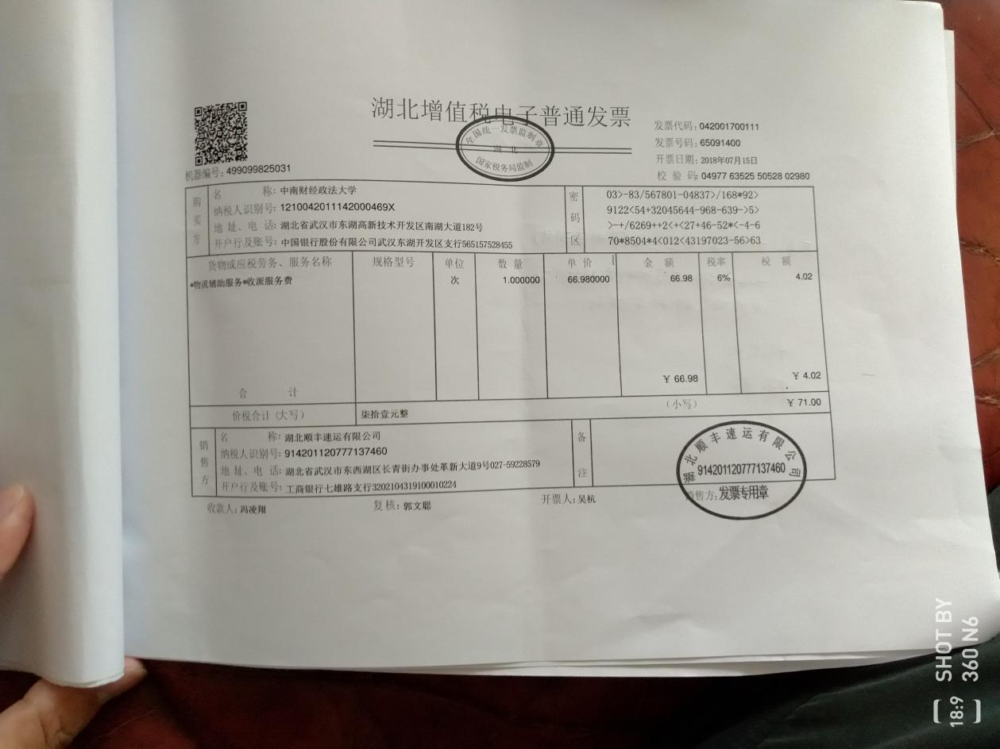 湖北增值税电子普通发票
全国统一发票监制章
湖北
国家税务局监制
发票代码: 042001700111
发票号码: 65091400
开票日期: 2018年07月15日
校验码: 04977 63525 50528 02980
机器编号: 499099825031
购买方
名称: 中南财经政法大学
纳税人识别号: 1210042011142000469X
地址、电话: 湖北省武汉市东湖高新技术开发区南湖大道182号
开户行及账号: 中国银行股份有限公司武汉东湖开发区支行565157528455
密码区
03>-83/567801-04837>/168*92>
9122<54+32045644-968-639->5>
>-+/6269++2<+<27+46-52*<-4-6
70*8504*4<012<43197023-56>63
货物或应税劳务、服务名称 规格型号 单位 数量 单价 金额 税率 税额
*物流辅助服务*收派服务费 次 1.000000 66.980000 66.98 6% 4.02
合计 ¥ 66.98 ¥ 4.02
价税合计(大写) 柒拾壹元整 (小写) ¥ 71.00
销售方
名称: 湖北顺丰速运有限公司
纳税人识别号: 914201120777137460
地址、电话: 湖北省武汉市东西湖区长青街办事处革新大道9号027-59228579
开户行及账号: 工商银行七雄路支行3202104319100010224
备注
湖北顺丰速运有限公司
914201120777137460
发票专用章
收款人: 冯凌翔 复核: 郭文聪 开票人: 吴杭 销售方:
SHOT BY
360 N6
18:9